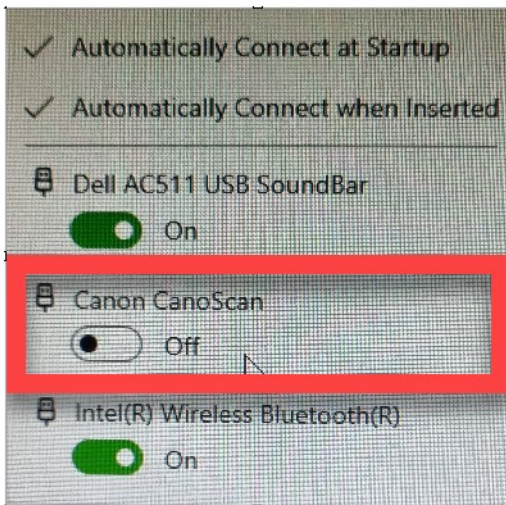 Automatically Connect at Startup
Automatically Connect when Inserted
Dell AC511 USB SoundBar
On
Canon CanoScan
Off
Intel(R) Wireless Bluetooth(R)
On